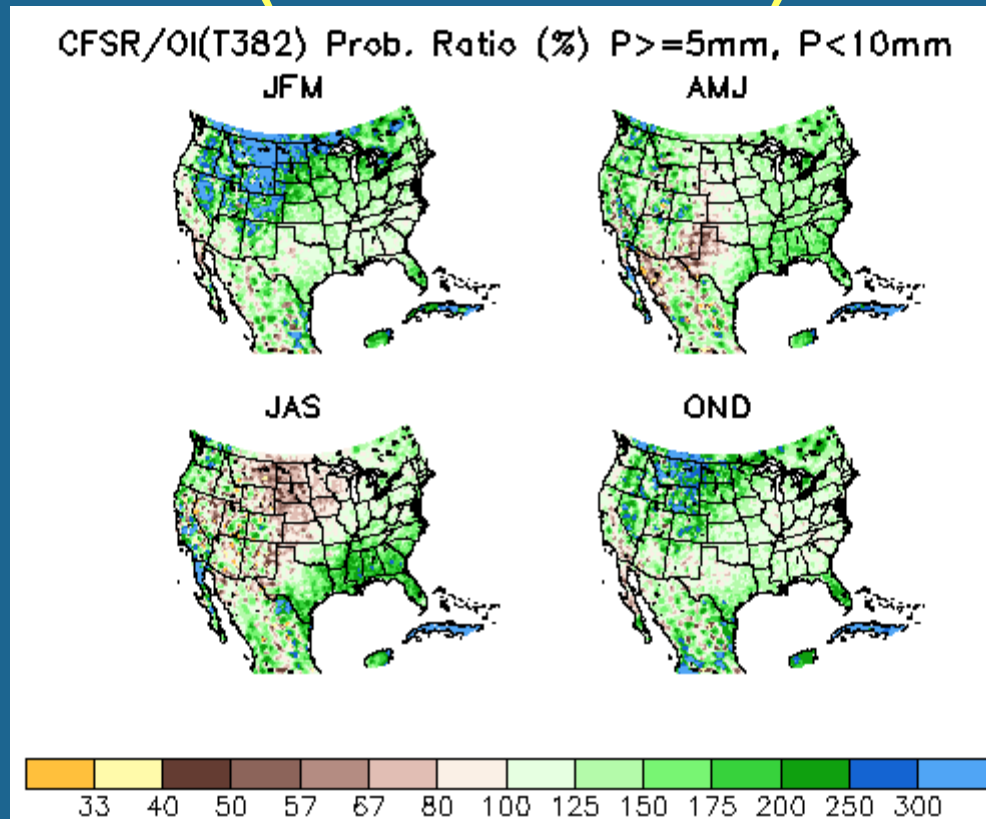 CFSR/OI(T382) Prob. Ratio (%) P>=5mm, P<10mm
JFM
AMJ
JAS
OND
33 40 50 57 67 80 100 125 150 175 200 250 300